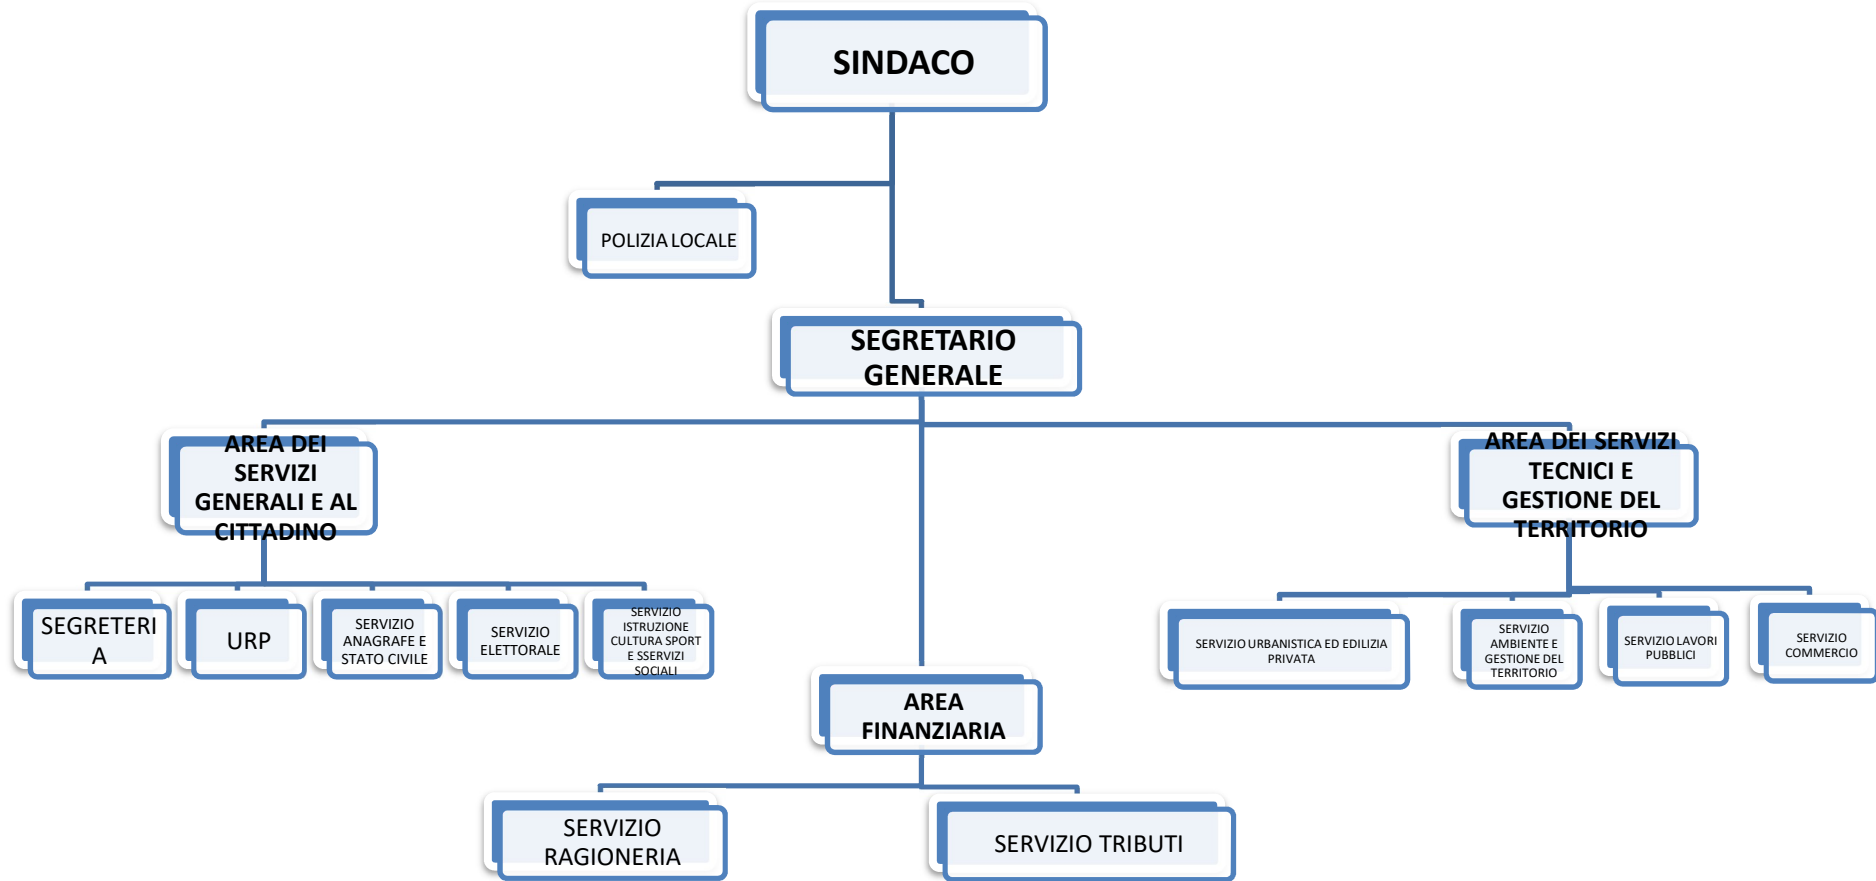 SINDACO
POLIZIA LOCALE
SEGRETARIO
GENERALE
AREA DEI
SERVIZI
GENERALI E AL
CITTADINO
AREA DEI SERVIZI
TECNICI E
GESTIONE DEL
TERRITORIO
SEGRETERI
A
URP
SERVIZIO
ANAGRAFE E
STATO CIVILE
SERVIZIO
ELETTORALE
SERVIZIO
ISTRUZIONE
CULTURA SPORT
E SSERVIZI
SOCIALI
SERVIZIO URBANISTICA ED EDILIZIA
PRIVATA
SERVIZIO
AMBIENTE E
GESTIONE DEL
TERRITORIO
SERVIZIO LAVORI
PUBBLICI
SERVIZIO
COMMERCIO
AREA
FINANZIARIA
SERVIZIO
RAGIONERIA
SERVIZIO TRIBUTI